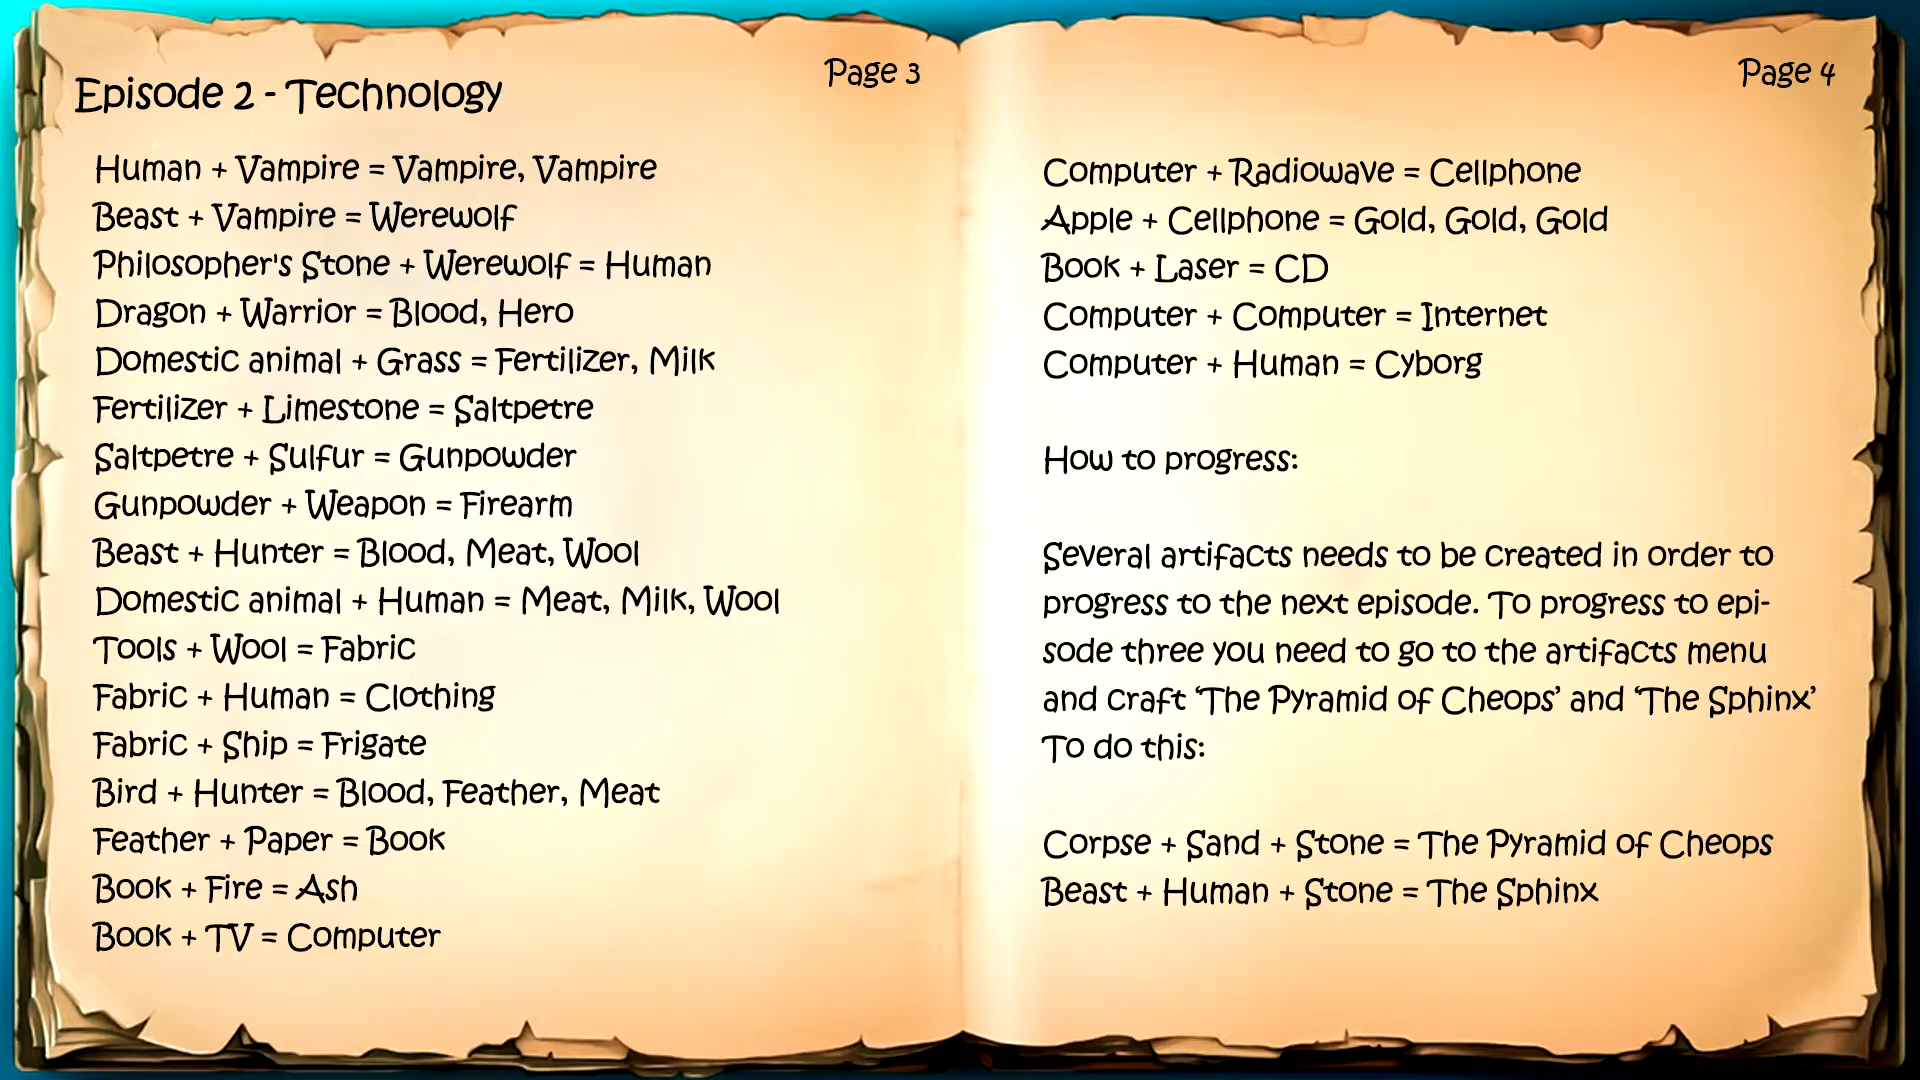 Episode 2 - Technology
Page 3
Human + Vampire = Vampire, Vampire
Beast + Vampire = Werewolf
Philosopher's Stone + Werewolf = Human
Dragon + Warrior = Blood, Hero
Domestic animal + Grass = Fertilizer, Milk
Fertilizer + Limestone = Saltpetre
Saltpetre + Sulfur = Gunpowder
Gunpowder + Weapon = Firearm
Beast + Hunter = Blood, Meat, Wool
Domestic animal + Human = Meat, Milk, Wool
Tools + Wool = Fabric
Fabric + Human = Clothing
Fabric + Ship = Frigate
Bird + Hunter = Blood, Feather, Meat
Feather + Paper = Book
Book + Fire = Ash
Book + TV = Computer
Page 4
Computer + Radiowave = Cellphone
Apple + Cellphone = Gold, Gold, Gold
Book + Laser = CD
Computer + Computer = Internet
Computer + Human = Cyborg
How to progress:
Several artifacts needs to be created in order to
progress to the next episode. To progress to epi-
sode three you need to go to the artifacts menu
and craft ‘The Pyramid of Cheops’ and ‘The Sphinx’
To do this:
Corpse + Sand + Stone = The Pyramid of Cheops
Beast + Human + Stone = The Sphinx